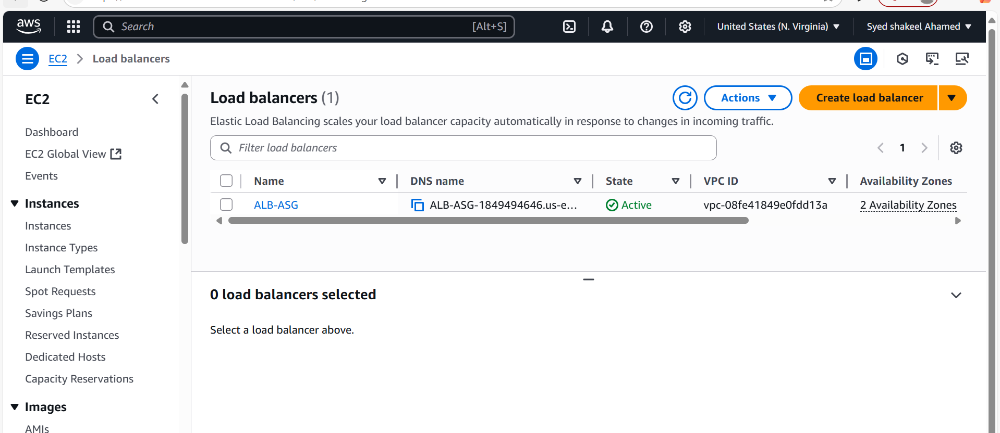 aws
Search [Alt+S] United States (N. Virginia) Syed shakeel Ahamed
EC2 Load balancers
EC2
Dashboard
EC2 Global View
Events
Instances
Instances
Instance Types
Launch Templates
Spot Requests
Savings Plans
Reserved Instances
Dedicated Hosts
Capacity Reservations
Images
AMIs
Load balancers (1)
Actions
Create load balancer
Elastic Load Balancing scales your load balancer capacity automatically in response to changes in incoming traffic.
Filter load balancers
1
Name DNS name State VPC ID Availability Zones
ALB-ASG ALB-ASG-1849494646.us-e... Active vpc-08fe41849e0fdd13a 2 Availability Zones
0 load balancers selected
Select a load balancer above.